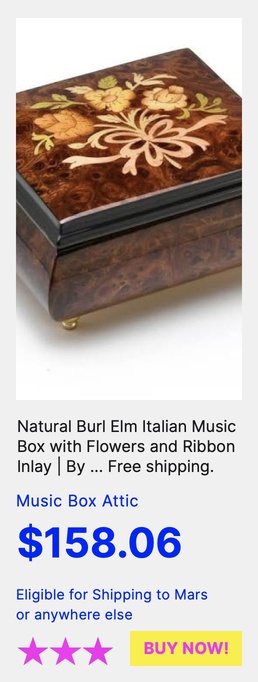 Natural Burl Elm Italian Music
Box with Flowers and Ribbon
Inlay | By ... Free shipping.
Music Box Attic
$158.06
Eligible for Shipping to Mars
or anywhere else
BUY NOW!